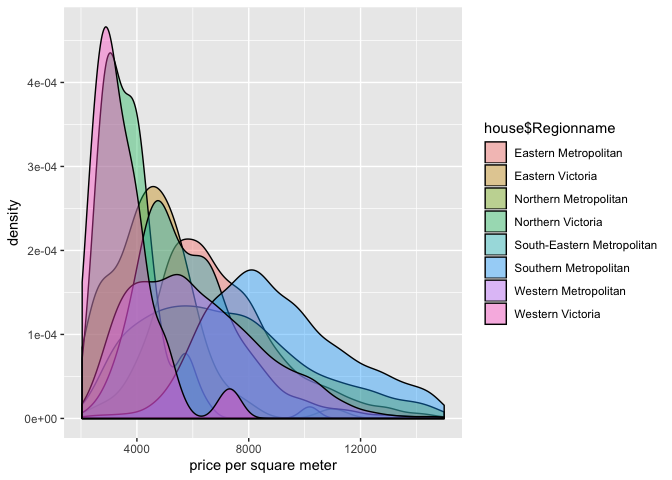 4e-04
3e-04
2e-04
1e-04
0e+00
density
4000
8000
12000
price per square meter
house$Regionname
Eastern Metropolitan
Eastern Victoria
Northern Metropolitan
Northern Victoria
South-Eastern Metropolitan
Southern Metropolitan
Western Metropolitan
Western Victoria